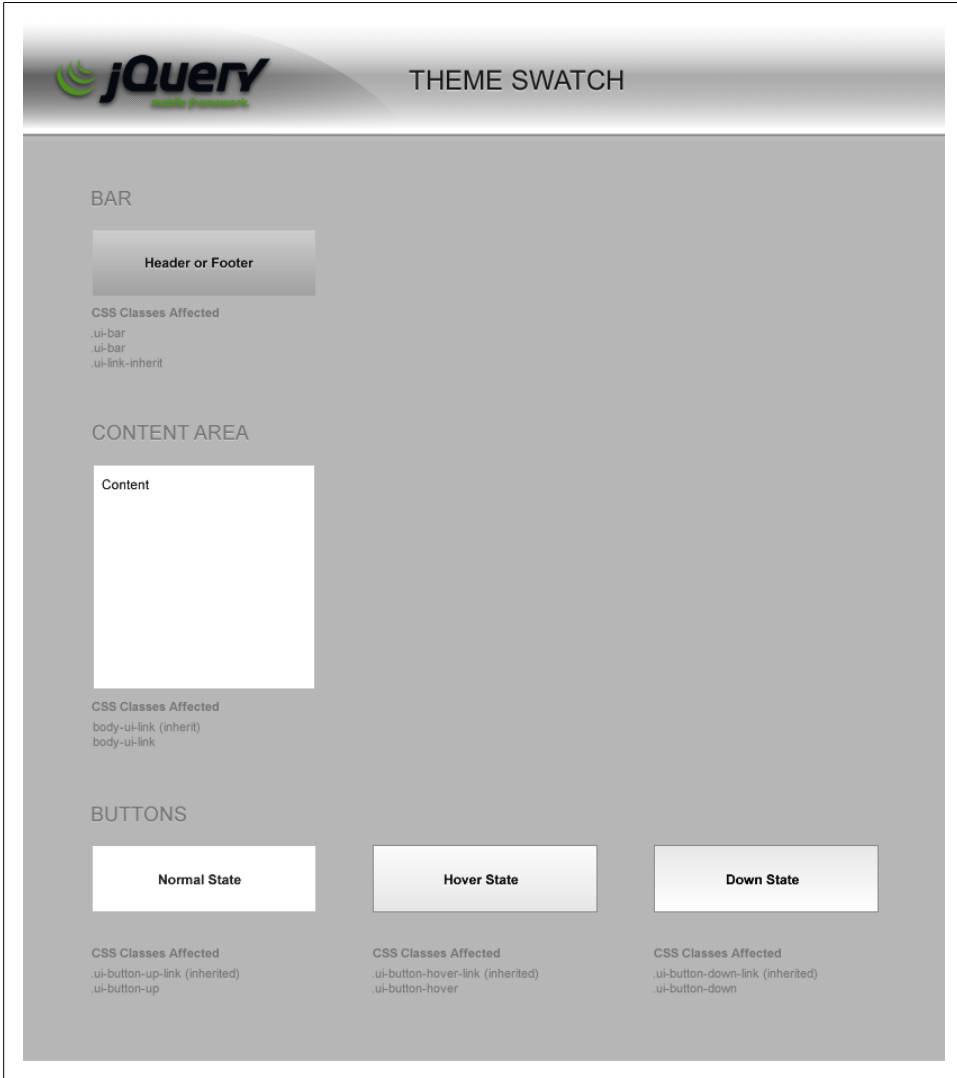 jQuery
mobile framework.
THEME SWATCH
BAR
Header or Footer
CSS Classes Affected
.ui-bar
.ui-bar
.ui-link-inherit
CONTENT AREA
Content
CSS Classes Affected
body-ui-link (inherit)
body-ui-link
BUTTONS
Normal State
CSS Classes Affected
.ui-button-up-link (inherited)
.ui-button-up
Hover State
CSS Classes Affected
.ui-button-hover-link (inherited)
.ui-button-hover
Down State
CSS Classes Affected
.ui-button-down-link (inherited)
.ui-button-down